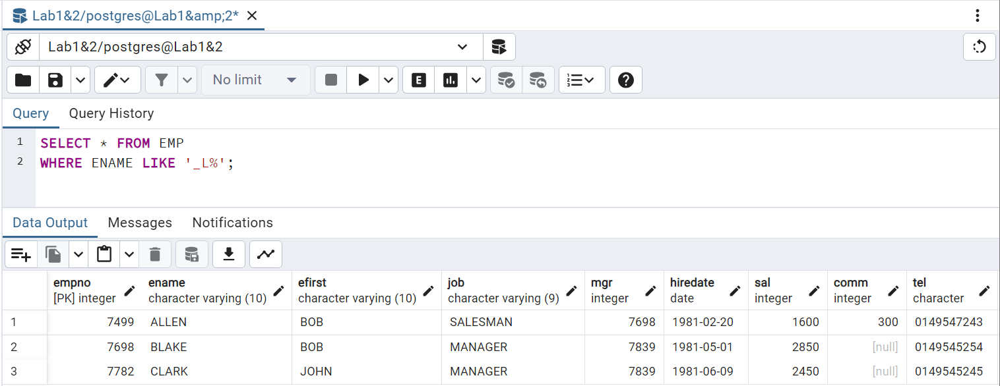 Lab1&2/postgres@Lab1&amp;2*
Lab1&2/postgres@Lab1&2
No limit
E
Query Query History
1 SELECT * FROM EMP
2 WHERE ENAME LIKE '_L%';
Data Output Messages Notifications
empno ename efirst job mgr hiredate sal comm tel
[PK] integer character varying (10) character varying (10) character varying (9) integer date integer integer character
1 7499 ALLEN BOB SALESMAN 7698 1981-02-20 1600 300 0149547243
2 7698 BLAKE BOB MANAGER 7839 1981-05-01 2850 [null] 0149545254
3 7782 CLARK JOHN MANAGER 7839 1981-06-09 2450 [null] 0149545245